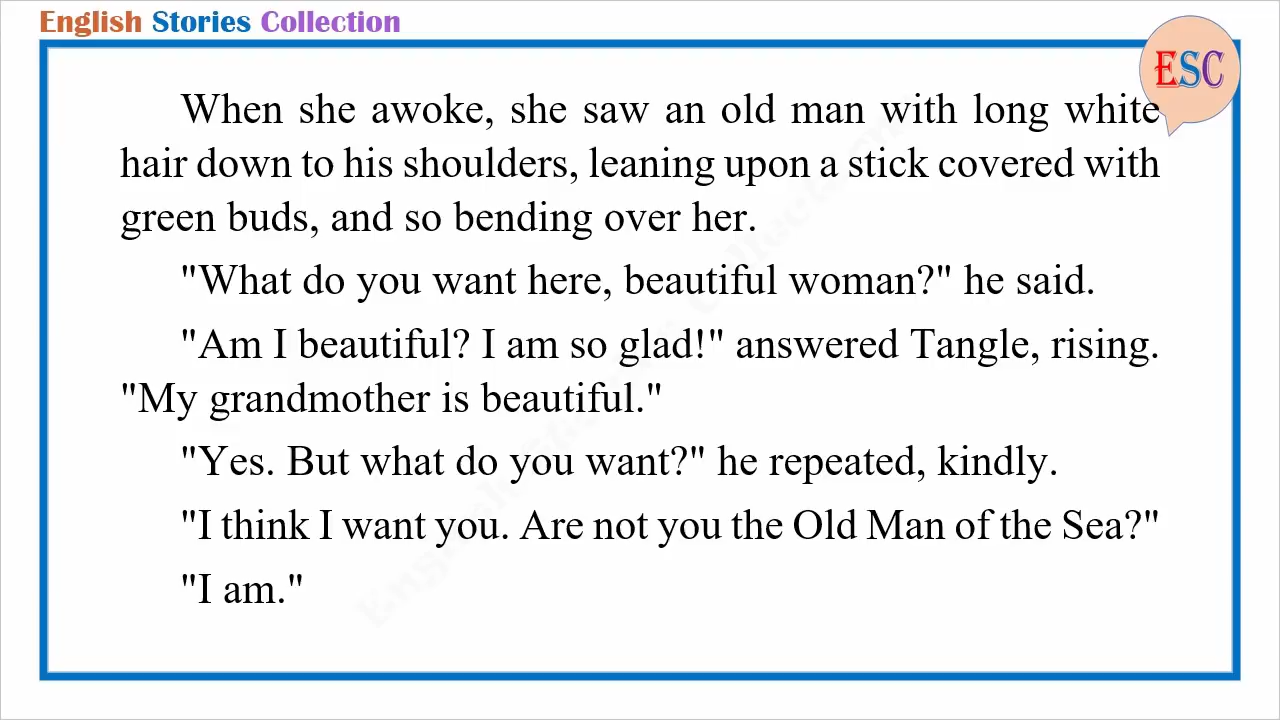 English Stories Collection
ESC
When she awoke, she saw an old man with long white
hair down to his shoulders, leaning upon a stick covered with
green buds, and so bending over her.
"What do you want here, beautiful woman?" he said.
"Am I beautiful? I am so glad!" answered Tangle, rising.
"My grandmother is beautiful."
"Yes. But what do you want?" he repeated, kindly.
"I think I want you. Are not you the Old Man of the Sea?"
"I am."